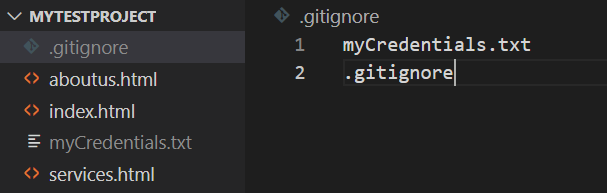 MYTESTPROJECT
.gitignore
aboutus.html
index.html
myCredentials.txt
services.html
.gitignore
1 myCredentials.txt
2 .gitignore